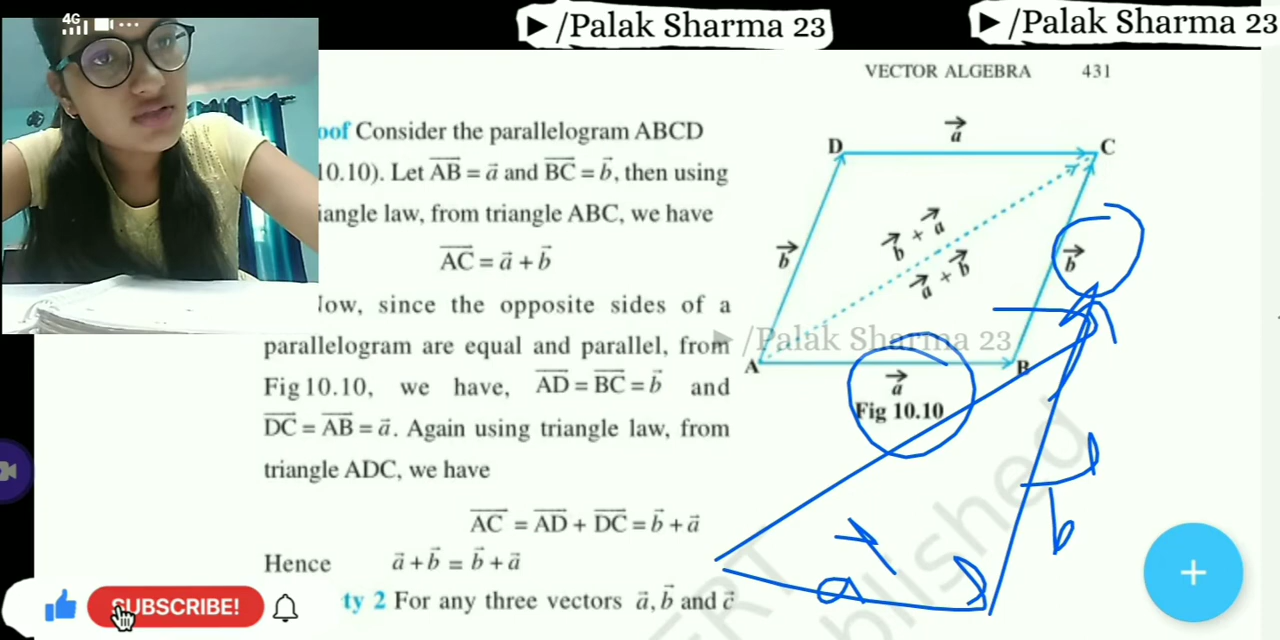 4G
▶ /Palak Sharma 23
▶ /Palak Sharma 23
VECTOR ALGEBRA 431
oof Consider the parallelogram ABCD
10.10). Let AB⃗ = a⃗ and BC⃗ = b⃗, then using
iangle law, from triangle ABC, we have
AC⃗ = a⃗ + b⃗
low, since the opposite sides of a
parallelogram are equal and parallel, from
Fig 10.10, we have, AD⃗ = BC⃗ = b⃗ and
DC⃗ = AB⃗ = a⃗. Again using triangle law, from
triangle ADC, we have
AC⃗ = AD⃗ + DC⃗ = b⃗ + a⃗
Hence a⃗ + b⃗ = b⃗ + a⃗
ty 2 For any three vectors a⃗, b⃗ and c⃗
a⃗
D C
b⃗ + a⃗
b⃗ a⃗ + b⃗ b⃗
▶ /Palak Sharma 23
A B
a⃗
Fig 10.10
b
a
SUBSCRIBE!